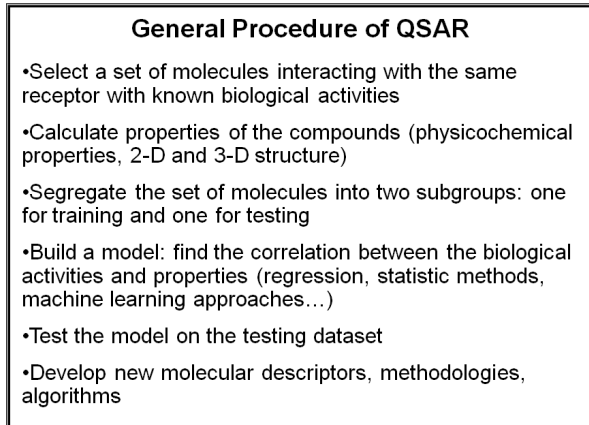 General Procedure of QSAR
•Select a set of molecules interacting with the same
receptor with known biological activities
•Calculate properties of the compounds (physicochemical
properties, 2-D and 3-D structure)
•Segregate the set of molecules into two subgroups: one
for training and one for testing
•Build a model: find the correlation between the biological
activities and properties (regression, statistic methods,
machine learning approaches…)
•Test the model on the testing dataset
•Develop new molecular descriptors, methodologies,
algorithms